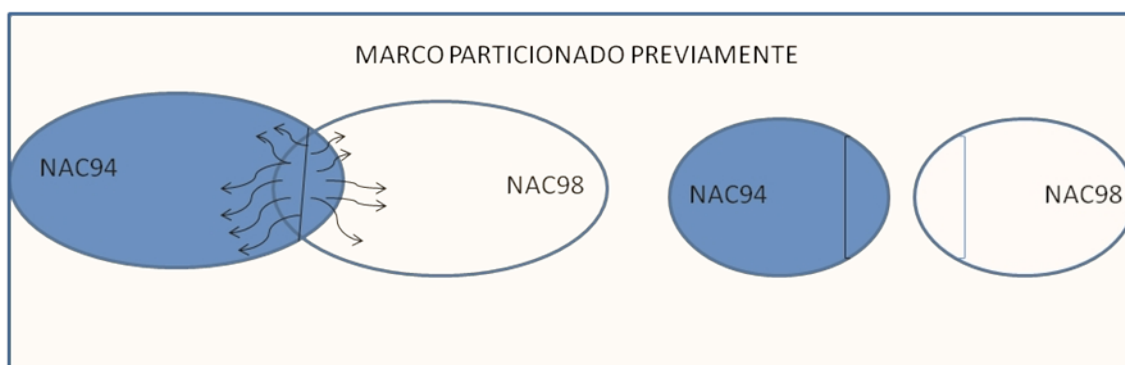 MARCO PARTICIONADO PREVIAMENTE
NAC94
NAC98
NAC94
NAC98